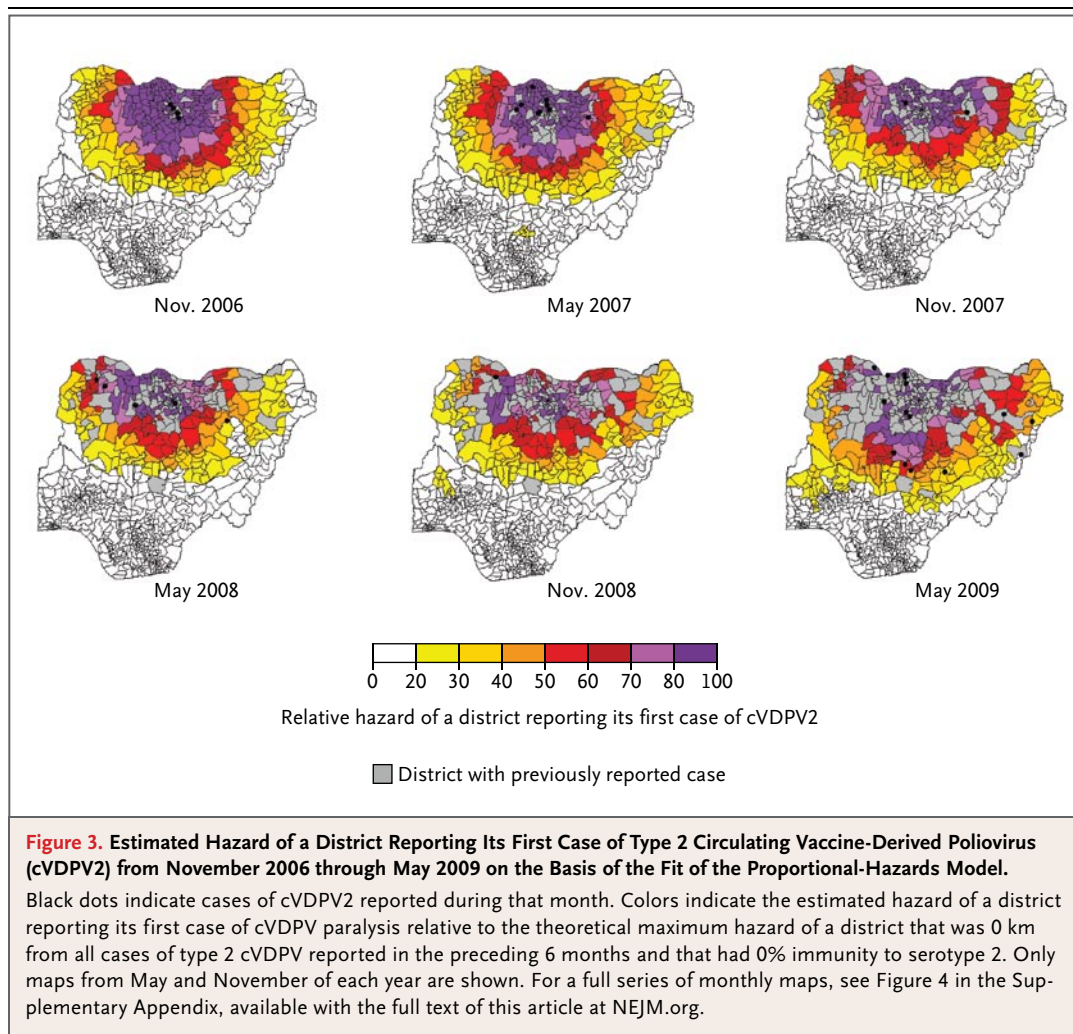 Nov. 2006
May 2007
Nov. 2007
May 2008
Nov. 2008
May 2009
0 20 30 40 50 60 70 80 100
Relative hazard of a district reporting its first case of cVDPV2
District with previously reported case
Figure 3. Estimated Hazard of a District Reporting Its First Case of Type 2 Circulating Vaccine-Derived Poliovirus
(cVDPV2) from November 2006 through May 2009 on the Basis of the Fit of the Proportional-Hazards Model.
Black dots indicate cases of cVDPV2 reported during that month. Colors indicate the estimated hazard of a district
reporting its first case of cVDPV paralysis relative to the theoretical maximum hazard of a district that was 0 km
from all cases of type 2 cVDPV reported in the preceding 6 months and that had 0% immunity to serotype 2. Only
maps from May and November of each year are shown. For a full series of monthly maps, see Figure 4 in the Sup-
plementary Appendix, available with the full text of this article at NEJM.org.